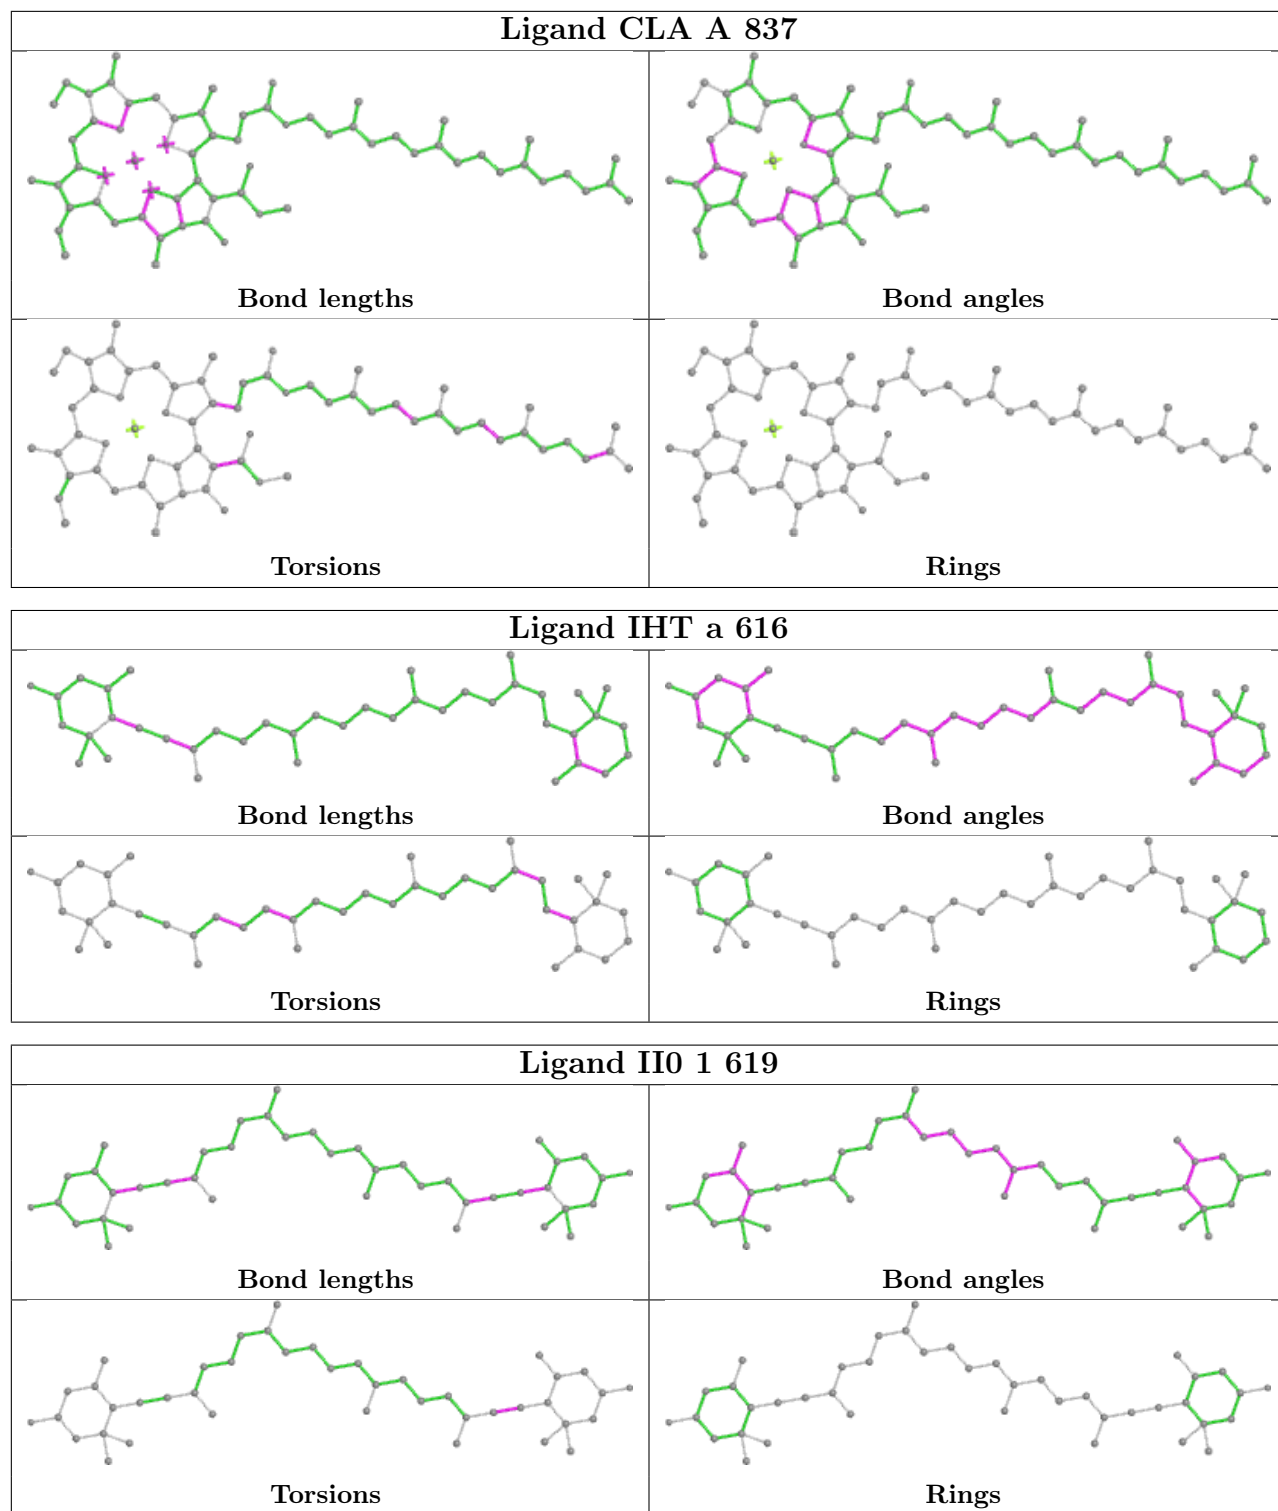 Ligand CLA A 837
Bond lengths
Bond angles
Torsions
Rings
Ligand IHT a 616
Bond lengths
Bond angles
Torsions
Rings
Ligand II0 1 619
Bond lengths
Bond angles
Torsions
Rings